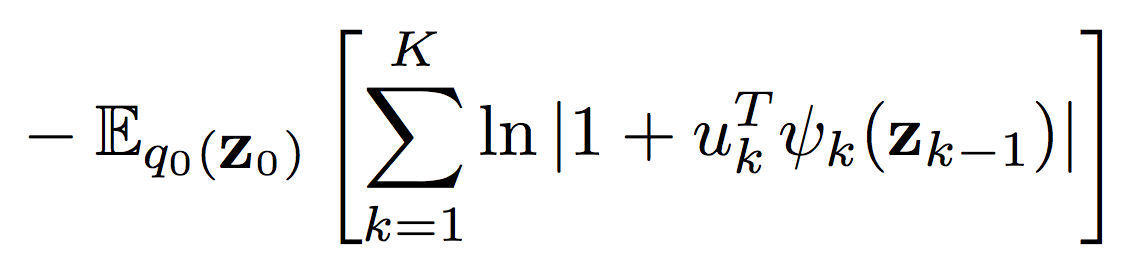 $- \mathbb{E}_{q_0(\mathbf{z}_0)} \left[ \sum_{k=1}^{K} \ln |1 + u_k^T \psi_k(\mathbf{z}_{k-1})| \right]$